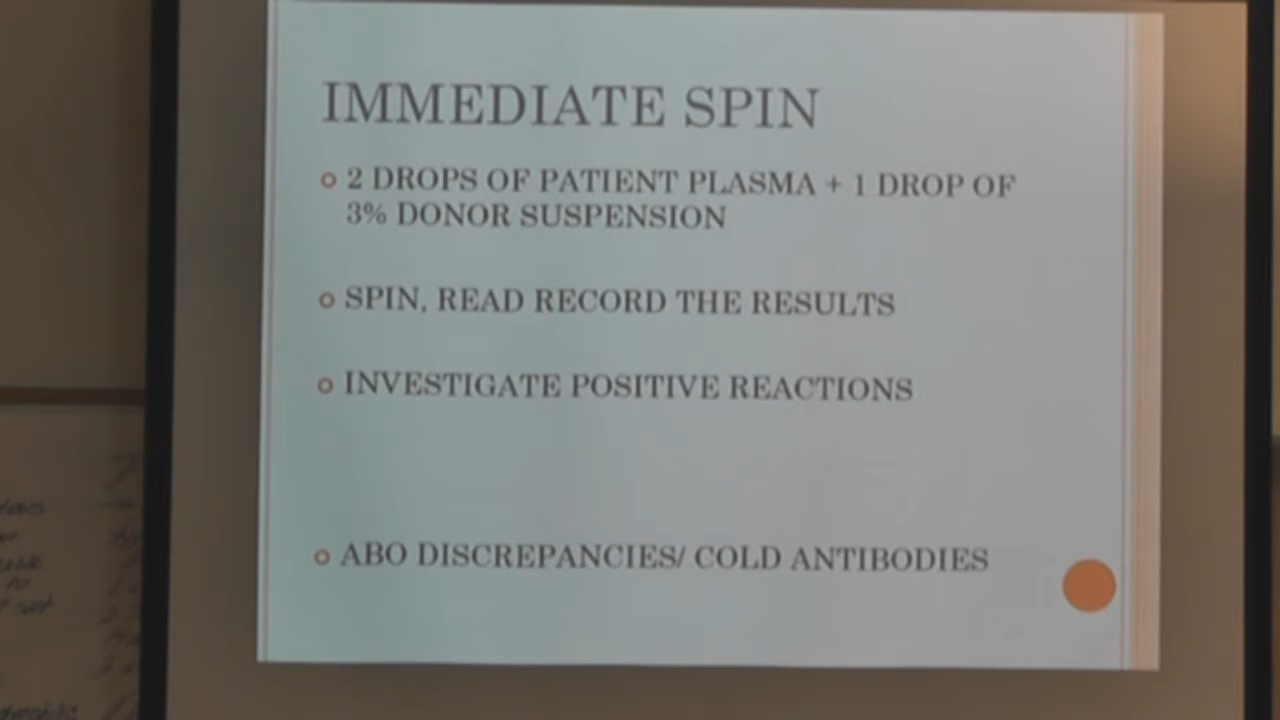 IMMEDIATE SPIN
2 DROPS OF PATIENT PLASMA + 1 DROP OF
3% DONOR SUSPENSION
SPIN, READ RECORD THE RESULTS
INVESTIGATE POSITIVE REACTIONS
ABO DISCREPANCIES/ COLD ANTIBODIES